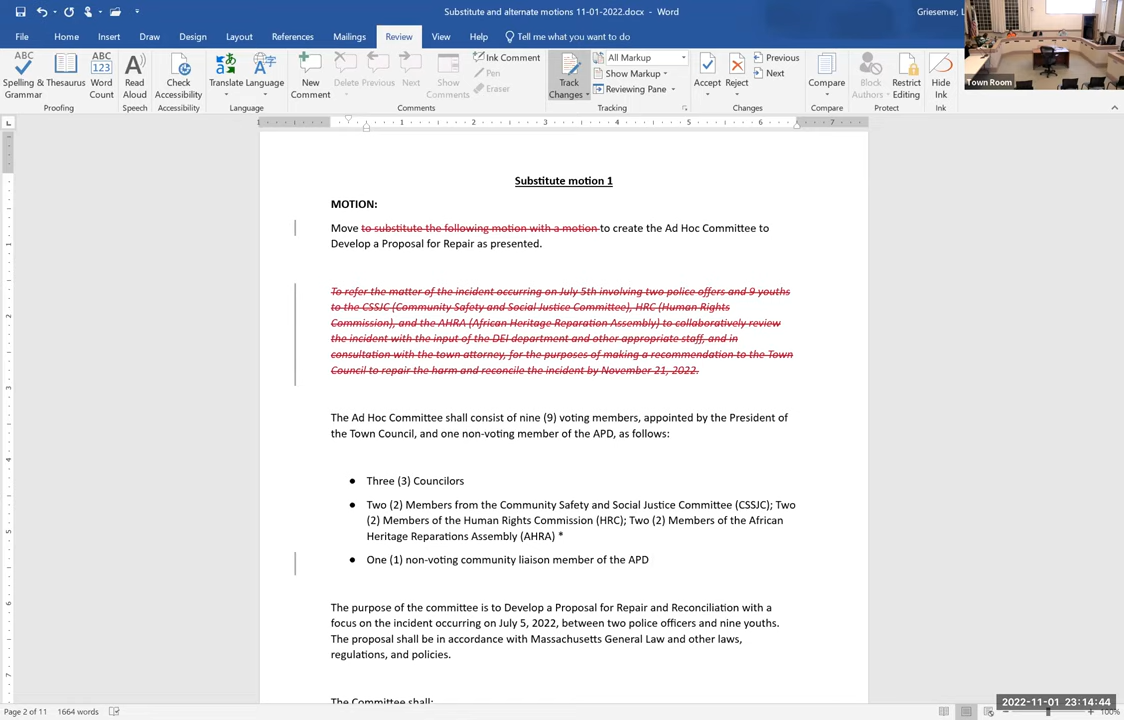 Substitute and alternate motions 11-01-2022.docx - Word
Griesemer, L
File Home Insert Draw Design Layout References Mailings Review View Help Tell me what you want to do
Town Room
ABC Spelling & Grammar
Thesaurus
ABC 123 Word Count
Read Aloud
Check Accessibility
Translate
Language
New Comment
Delete
Previous
Next
Show Comments
Ink Comment
Pen
Eraser
Track Changes
All Markup
Show Markup
Reviewing Pane
Accept
Reject
Previous
Next
Compare
Block Authors
Restrict Editing
Hide Ink
Proofing Speech Accessibility Language Comments Tracking Changes Compare Protect Ink
1 2 3 4 5 6 7
Substitute motion 1
MOTION:
Move to substitute the following motion with a motion to create the Ad Hoc Committee to
Develop a Proposal for Repair as presented.
To refer the matter of the incident occurring on July 5th involving two police offers and 9 youths
to the CSSJC (Community Safety and Social Justice Committee), HRC (Human Rights
Commission), and the AHRA (African Heritage Reparation Assembly) to collaboratively review
the incident with the input of the DEI department and other appropriate staff, and in
consultation with the town attorney, for the purposes of making a recommendation to the Town
Council to repair the harm and reconcile the incident by November 21, 2022.
The Ad Hoc Committee shall consist of nine (9) voting members, appointed by the President of
the Town Council, and one non-voting member of the APD, as follows:
● Three (3) Councilors
● Two (2) Members from the Community Safety and Social Justice Committee (CSSJC); Two
(2) Members of the Human Rights Commission (HRC); Two (2) Members of the African
Heritage Reparations Assembly (AHRA) *
● One (1) non-voting community liaison member of the APD
The purpose of the committee is to Develop a Proposal for Repair and Reconciliation with a
focus on the incident occurring on July 5, 2022, between two police officers and nine youths.
The proposal shall be in accordance with Massachusetts General Law and other laws,
regulations, and policies.
The Committee shall:
Page 2 of 11 1664 words
2022-11-01 23:14:44
100%